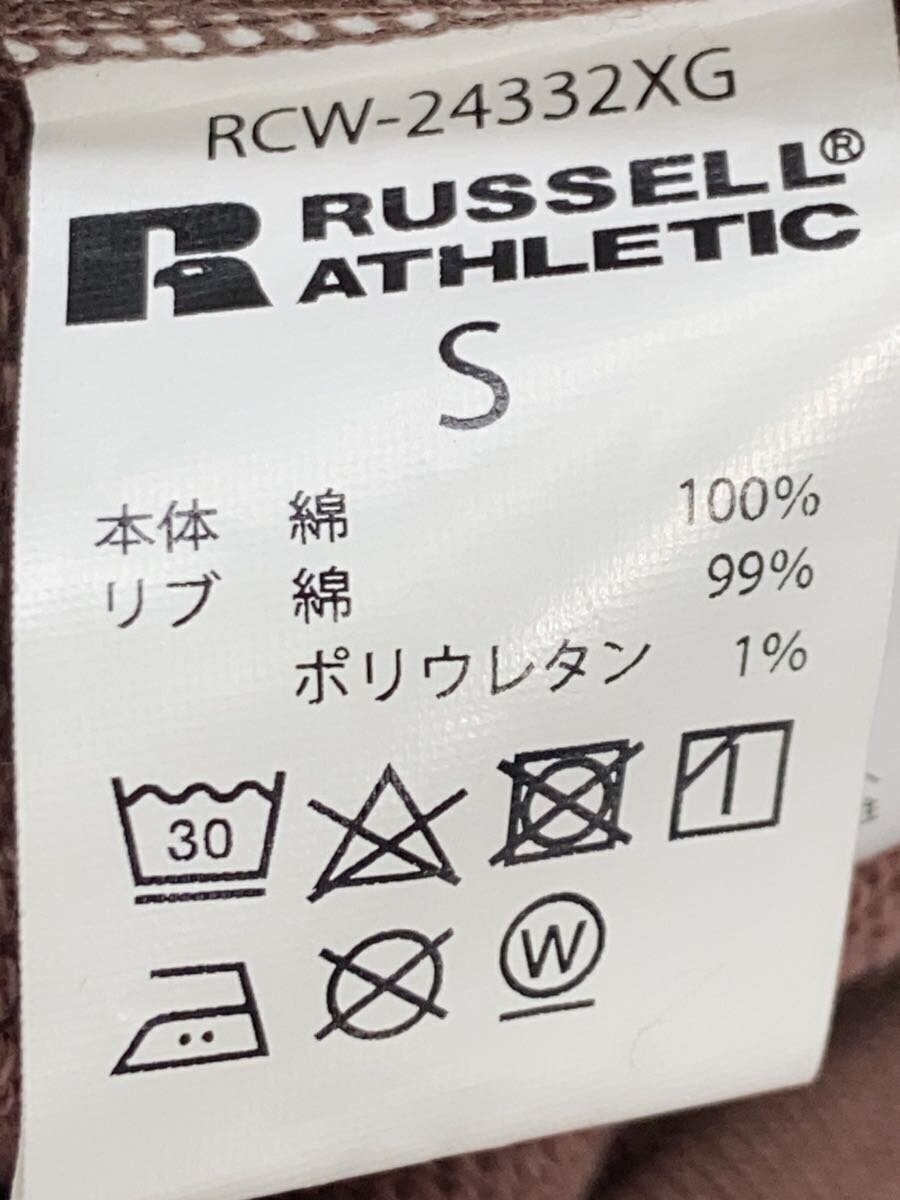 RCW-24332XG
RUSSELL®
ATHLETIC
S
本体 綿 100%
リブ 綿 99%
ポリウレタン 1%
30
W